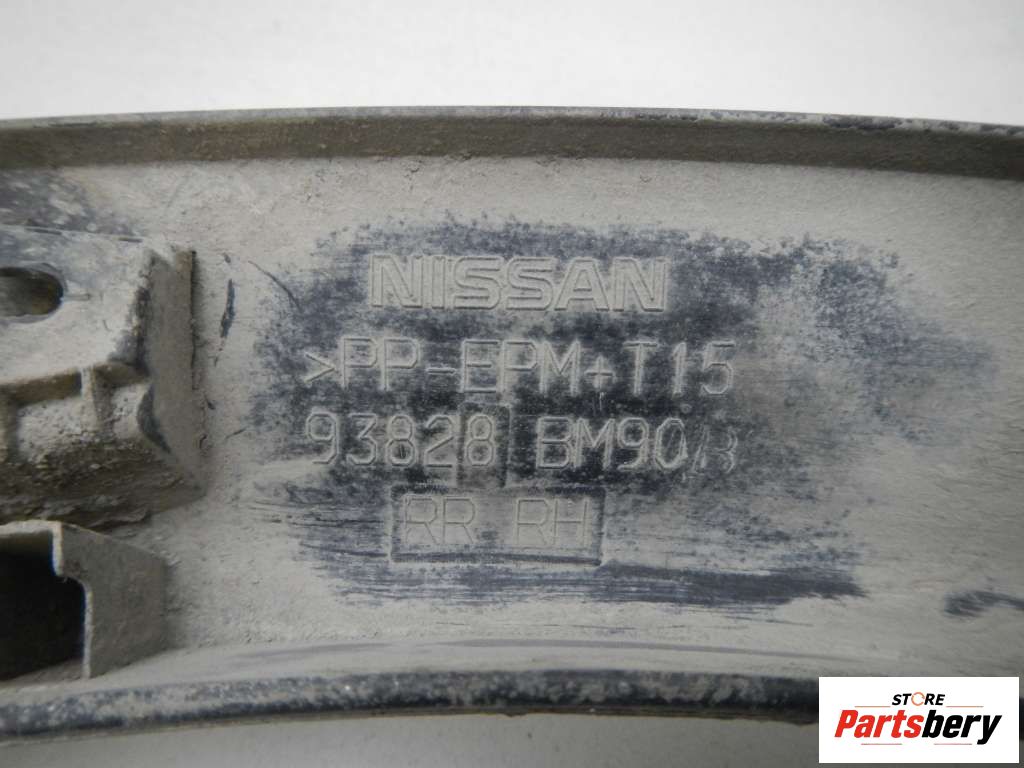 NISSAN
>PP-EPM+T15
93828 BM90
RR RH
STORE
Partsbery